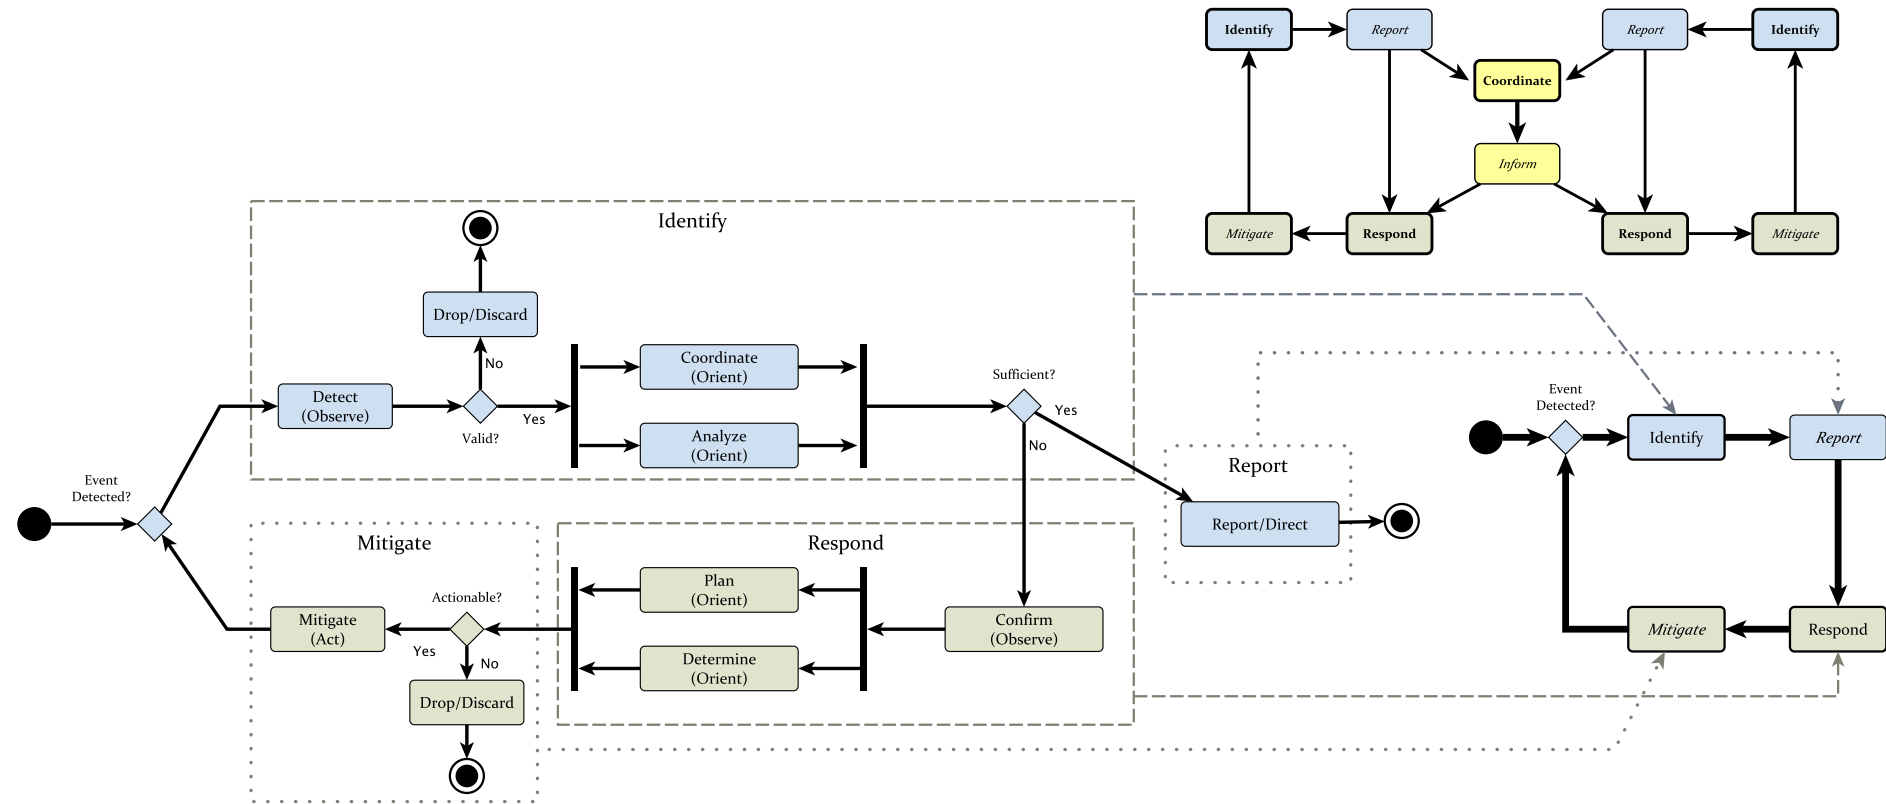 Identify
Report
Report
Identify
Coordinate
Inform
Mitigate
Respond
Respond
Mitigate
Identify
Drop/Discard
No
Detect
(Observe)
Valid?
Yes
Coordinate
(Orient)
Analyze
(Orient)
Sufficient?
Yes
No
Event
Detected?
Report
Report/Direct
Event
Detected?
Identify
Report
Mitigate
Respond
Mitigate
Actionable?
Mitigate
(Act)
Yes
No
Drop/Discard
Respond
Plan
(Orient)
Determine
(Orient)
Confirm
(Observe)